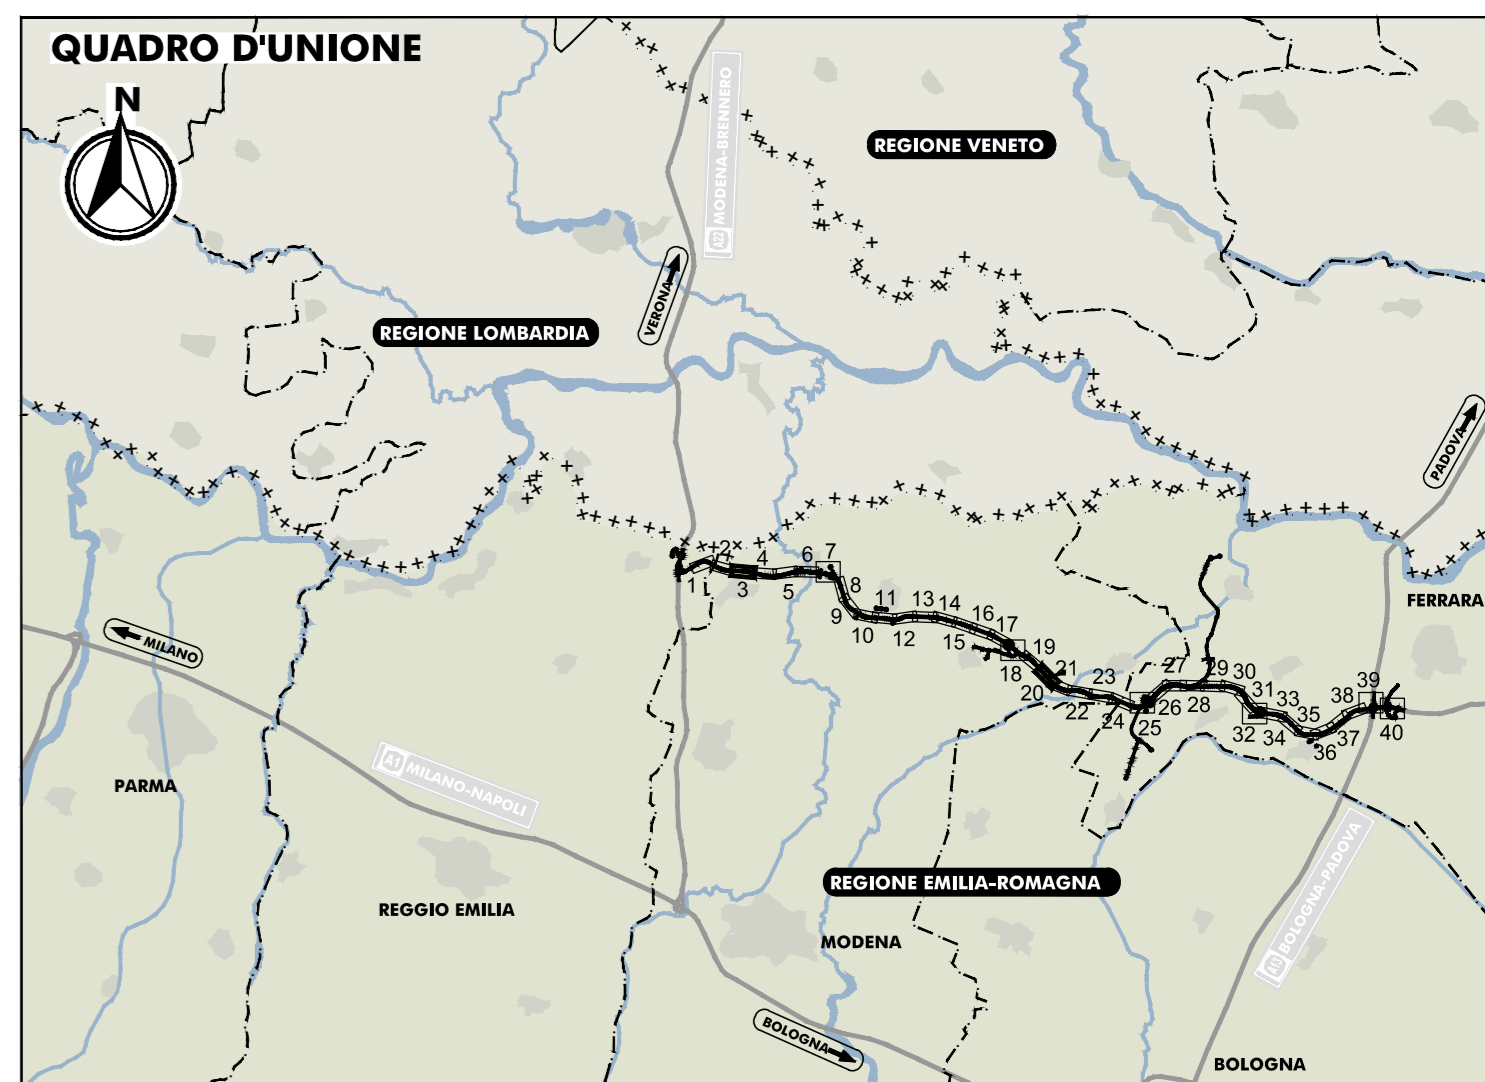 QUADRO D'UNIONE
N
REGIONE VENETO
A22 MODENA-BRENNERO
VERONA
REGIONE LOMBARDIA
PADOVA
FERRARA
MILANO
1
2
3
4
5
6
7
8
9
10
11
12
13
14
15
16
17
18
19
20
21
22
23
24
25
26
27
28
29
30
31
32
33
34
35
36
37
38
39
40
A1 MILANO-NAPOLI
PARMA
REGGIO EMILIA
REGIONE EMILIA-ROMAGNA
MODENA
A13 BOLOGNA-PADOVA
BOLOGNA
BOLOGNA